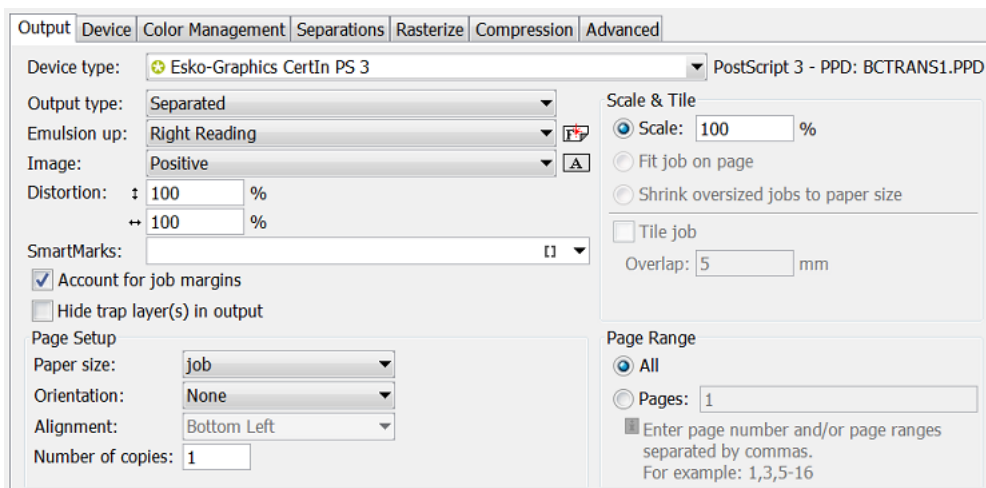 Output Device Color Management Separations Rasterize Compression Advanced
Device type: Esko-Graphics CertIn PS 3 PostScript 3 - PPD: BCTRANS1.PPD
Output type: Separated
Emulsion up: Right Reading
Image: Positive
Distortion: 100 %
100 %
SmartMarks: []
Account for job margins
Hide trap layer(s) in output
Scale & Tile
Scale: 100 %
Fit job on page
Shrink oversized jobs to paper size
Tile job
Overlap: 5 mm
Page Setup
Paper size: job
Orientation: None
Alignment: Bottom Left
Number of copies: 1
Page Range
All
Pages: 1
Enter page number and/or page ranges
separated by commas.
For example: 1,3,5-16